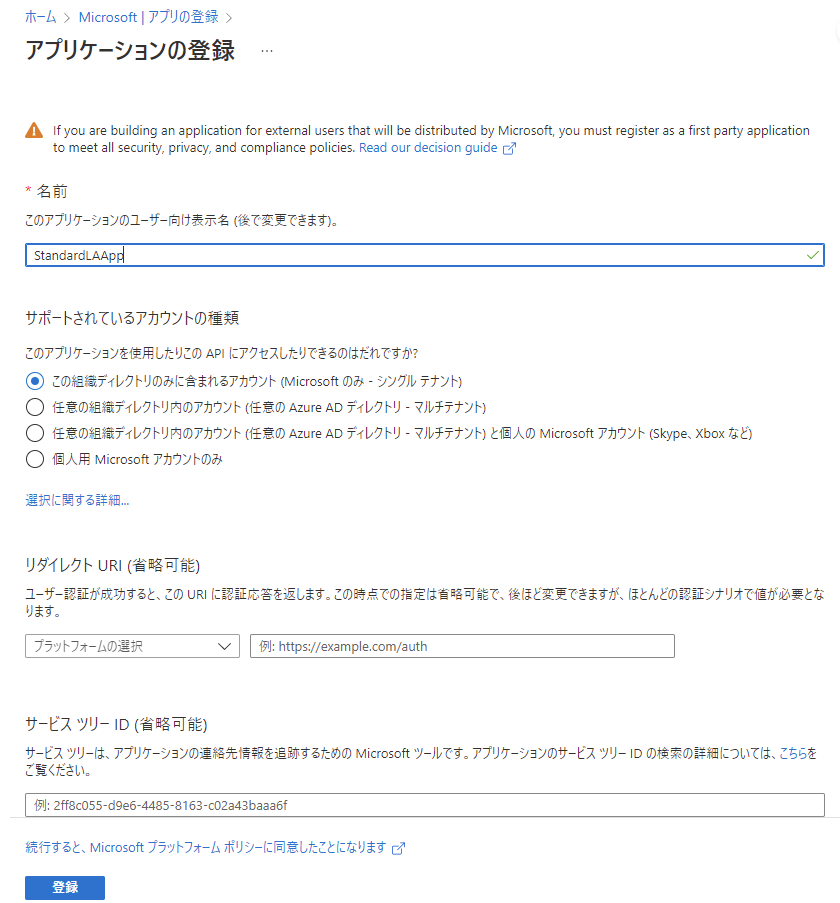 ホーム > Microsoft | アプリの登録 >
アプリケーションの登録 …
If you are building an application for external users that will be distributed by Microsoft, you must register as a first party application
to meet all security, privacy, and compliance policies. Read our decision guide
* 名前
このアプリケーションのユーザー向け表示名 (後で変更できます)。
StandardLAApp
サポートされているアカウントの種類
このアプリケーションを使用したりこの API にアクセスしたりできるのはだれですか?
この組織ディレクトリのみに含まれるアカウント (Microsoft のみ - シングル テナント)
任意の組織ディレクトリ内のアカウント (任意の Azure AD ディレクトリ - マルチテナント)
任意の組織ディレクトリ内のアカウント (任意の Azure AD ディレクトリ - マルチテナント) と個人の Microsoft アカウント (Skype、Xbox など)
個人用 Microsoft アカウントのみ
選択に関する詳細...
リダイレクト URI (省略可能)
ユーザー認証が成功すると、この URI に認証応答を返します。この時点での指定は省略可能で、後ほど変更できますが、ほとんどの認証シナリオで値が必要とな
ります。
プラットフォームの選択 例: https://example.com/auth
サービス ツリー ID (省略可能)
サービス ツリーは、アプリケーションの連絡先情報を追跡するための Microsoft ツールです。アプリケーションのサービス ツリー ID の検索の詳細については、こちらを
ご覧ください。
例: 2ff8c055-d9e6-4485-8163-c02a43baaa6f
続行すると、Microsoft プラットフォーム ポリシーに同意したことになります
登録